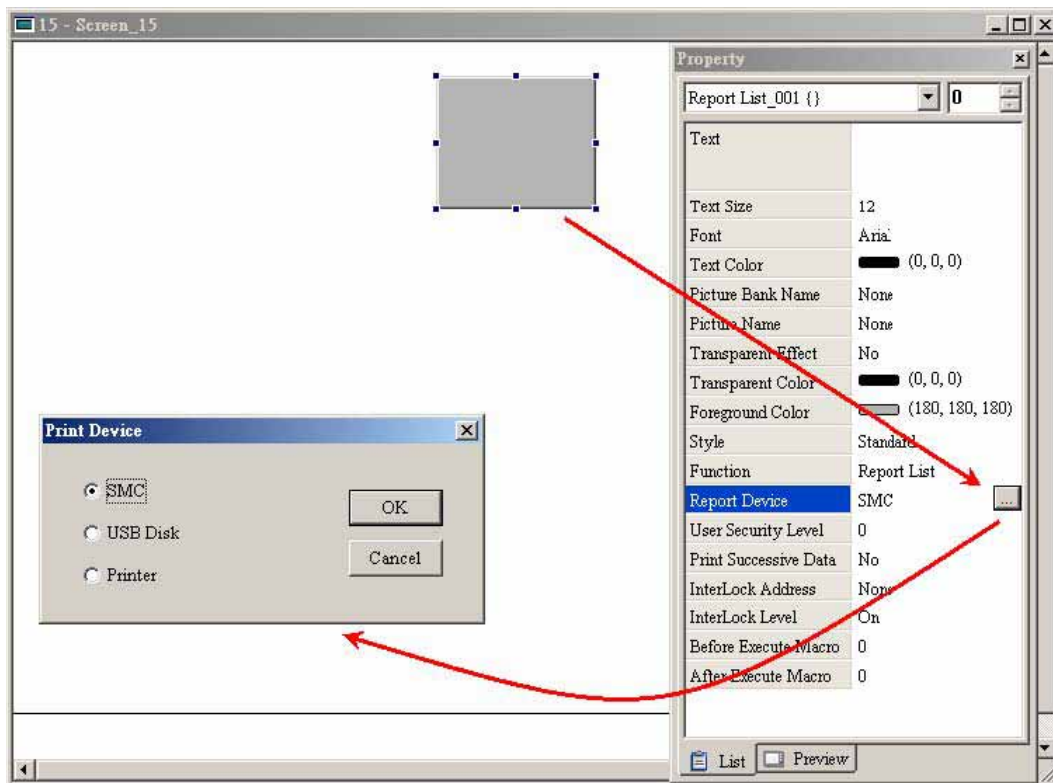 15 - Screen_15
Property
Report List_001 {}
0
Text
Text Size 12
Font Arial
Text Color (0, 0, 0)
Picture Bank Name None
Picture Name None
Transparent Effect No
Transparent Color (0, 0, 0)
Foreground Color (180, 180, 180)
Style Standard
Function Report List
Report Device SMC ...
User Security Level 0
Print Successive Data No
InterLock Address None
InterLock Level On
Before Execute Macro 0
After Execute Macro 0
List Preview
Print Device
SMC
USB Disk
Printer
OK
Cancel